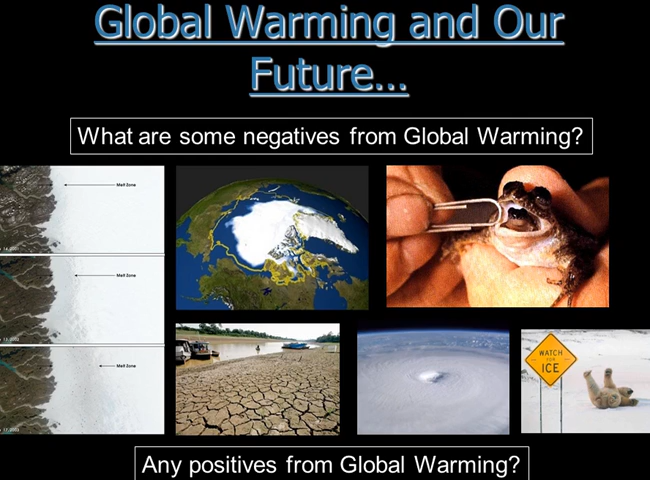 Global Warming and Our
Future...
What are some negatives from Global Warming?
Melt Zone
Melt Zone
Melt Zone
WATCH
FOR
ICE
Any positives from Global Warming?